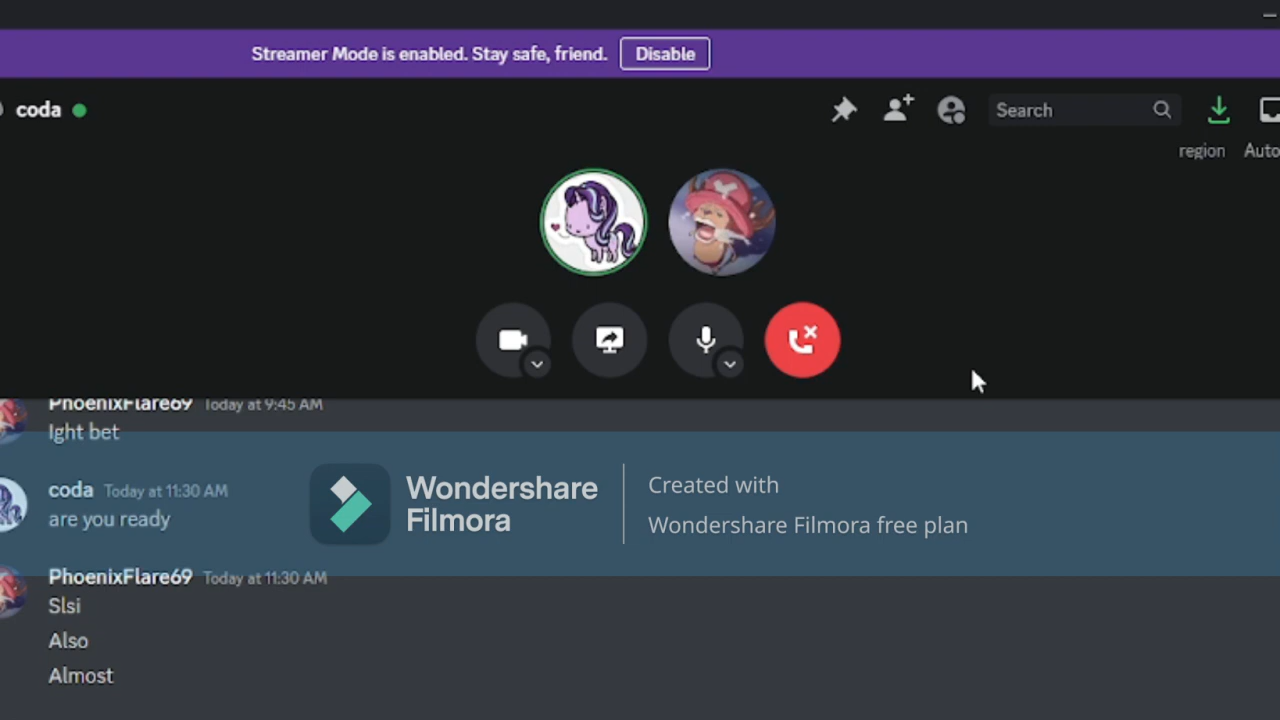 Streamer Mode is enabled. Stay safe, friend. Disable
coda
Search
region Auto
PhoenixFlare69 Today at 9:45 AM
Ight bet
coda Today at 11:30 AM
are you ready
Wondershare
Filmora
Created with
Wondershare Filmora free plan
PhoenixFlare69 Today at 11:30 AM
Slsi
Also
Almost